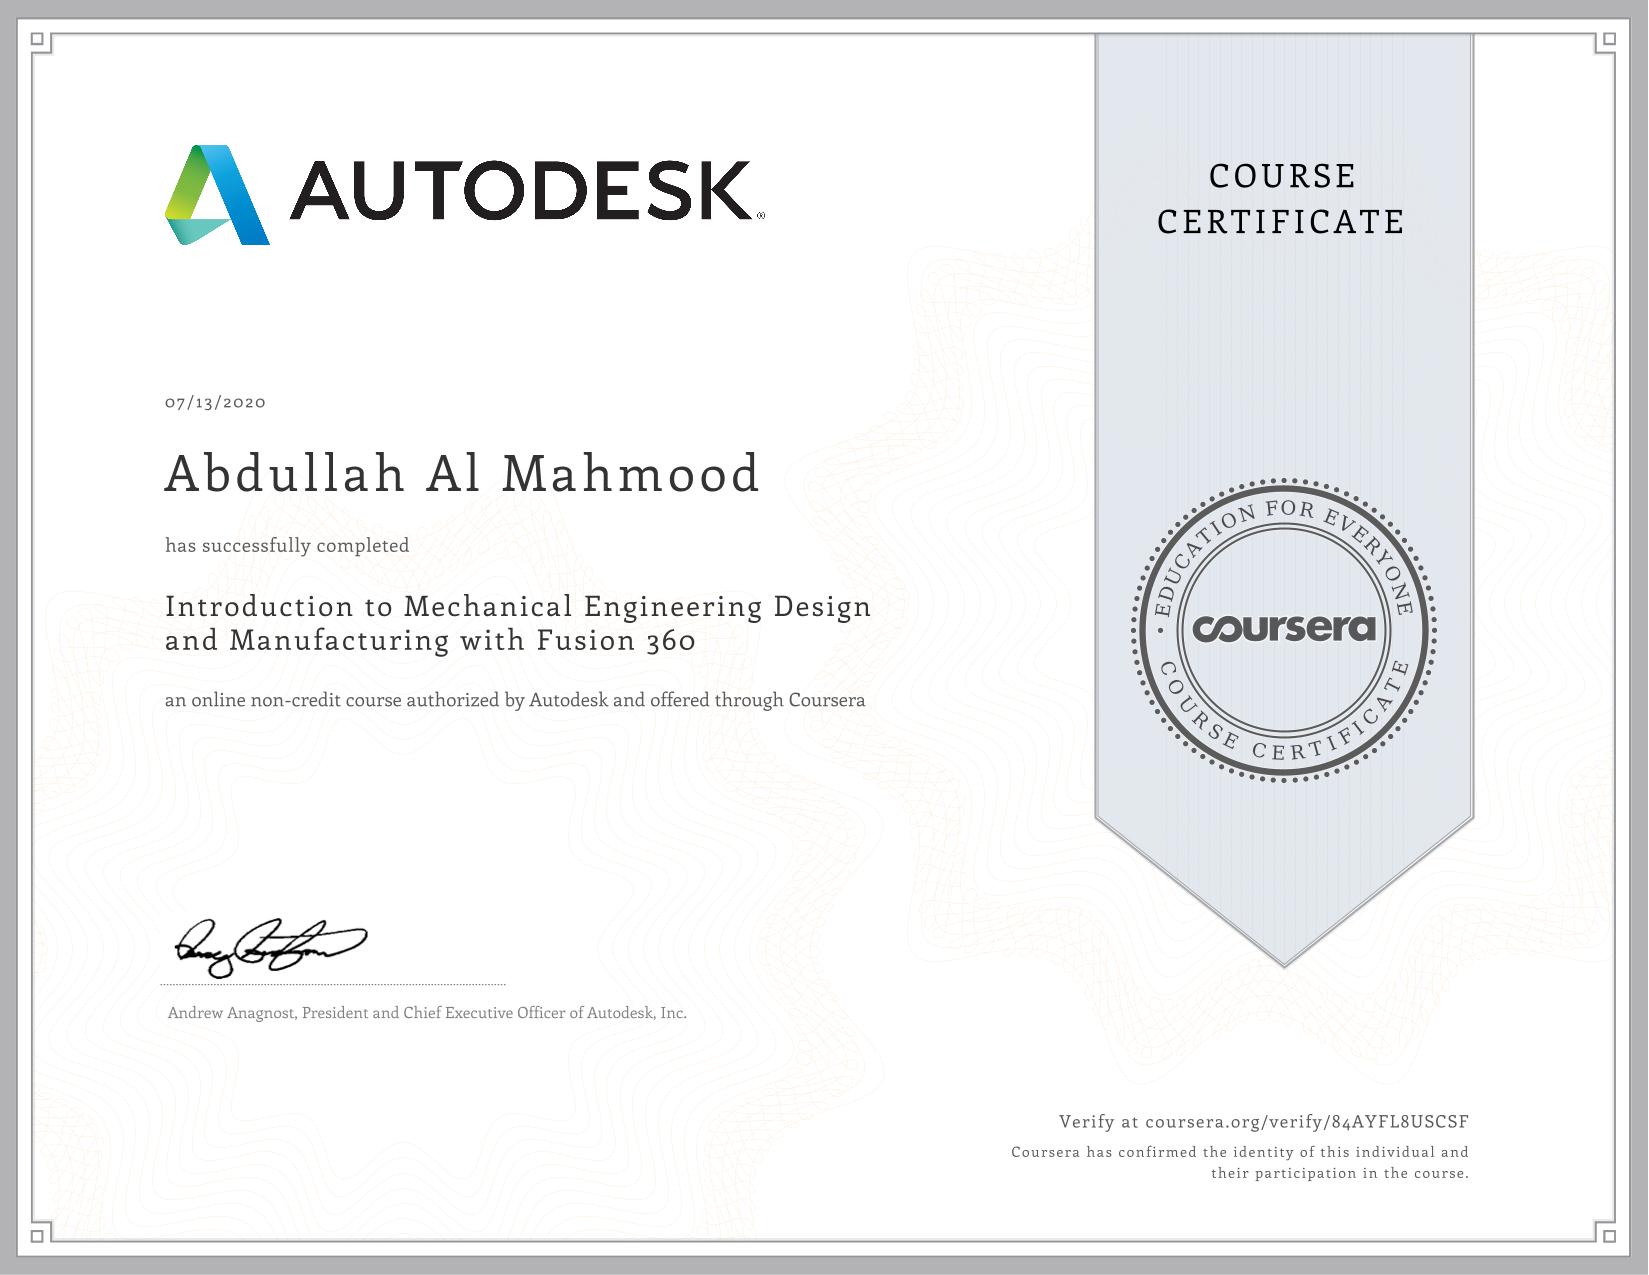 AUTODESK®
COURSE
CERTIFICATE
07/13/2020
Abdullah Al Mahmood
has successfully completed
Introduction to Mechanical Engineering Design
and Manufacturing with Fusion 360
an online non-credit course authorized by Autodesk and offered through Coursera
• EDUCATION FOR EVERYONE
coursera
COURSE CERTIFICATE
Andrew Anagnost, President and Chief Executive Officer of Autodesk, Inc.
Verify at coursera.org/verify/84AYFL8USCSF
Coursera has confirmed the identity of this individual and
their participation in the course.